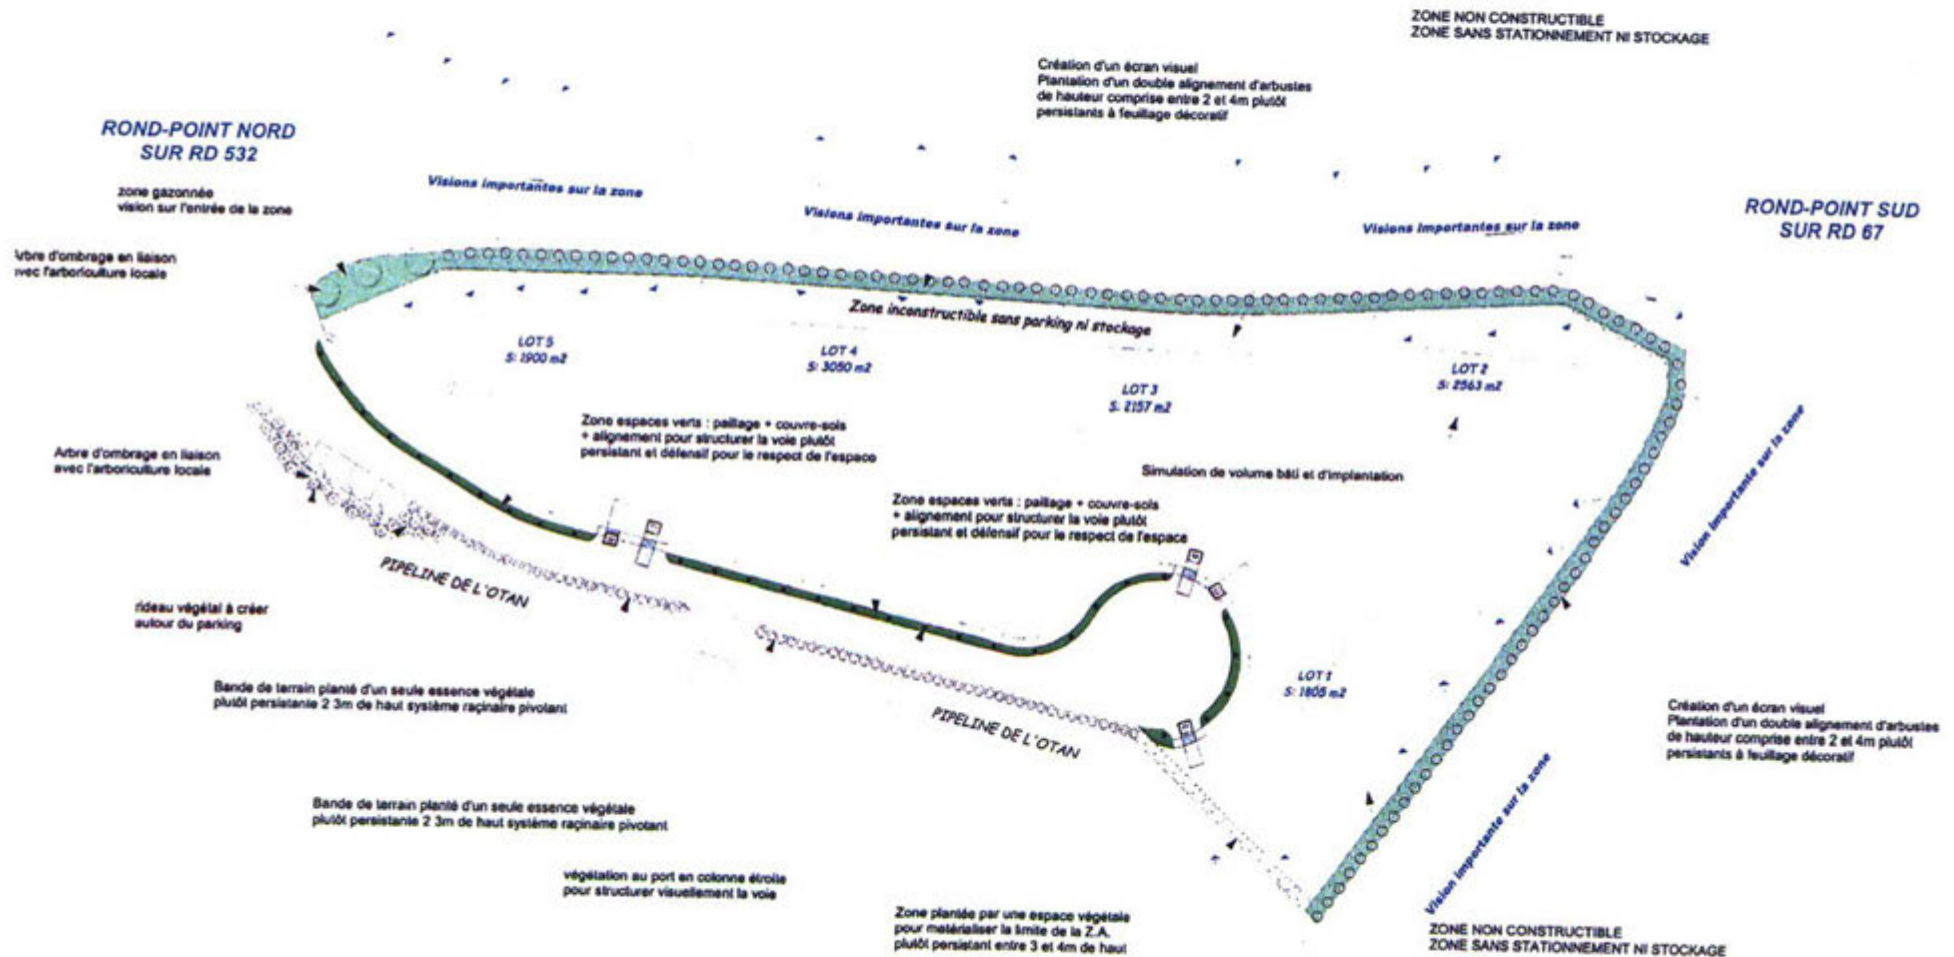 ZONE NON CONSTRUCTIBLE
ZONE SANS STATIONNEMENT NI STOCKAGE
Création d'un écran visuel
Plantation d'un double alignement d'arbustes
de hauteur comprise entre 2 et 4m plutôt
persistants à feuillage décoratif
ROND-POINT NORD
SUR RD 532
zone gazonnée
vision sur l'entrée de la zone
Visions importantes sur la zone
Visions importantes sur la zone
Visions importantes sur la zone
ROND-POINT SUD
SUR RD 67
Arbre d'ombrage en liaison
avec l'arboriculture locale
Zone inconstructible sans parking ni stockage
LOT 5
S: 1900 m2
LOT 4
S: 3050 m2
LOT 3
S: 2157 m2
LOT 2
S: 2563 m2
Zone espaces verts : paillage + couvre-sols
+ alignement pour structurer la voie plutôt
persistant et défensif pour le respect de l'espace
Arbre d'ombrage en liaison
avec l'arboriculture locale
Simulation de volume bâti et d'implantation
Zone espaces verts : paillage + couvre-sols
+ alignement pour structurer la voie plutôt
persistant et défensif pour le respect de l'espace
Vision importante sur la zone
PIPELINE DE L'OTAN
rideau végétal à créer
autour du parking
Bande de terrain planté d'un seule essence végétale
plutôt persistante 2 3m de haut système raçinaire pivotant
LOT 1
S: 1805 m2
PIPELINE DE L'OTAN
Création d'un écran visuel
Plantation d'un double alignement d'arbustes
de hauteur comprise entre 2 et 4m plutôt
persistants à feuillage décoratif
Bande de terrain planté d'un seule essence végétale
plutôt persistante 2 3m de haut système raçinaire pivotant
Vision importante sur la zone
végétation au port en colonne étroite
pour structurer visuellement la voie
Zone plantée par une espace végétale
pour matérialiser la limite de la Z.A.
plutôt persistant entre 3 et 4m de haut
ZONE NON CONSTRUCTIBLE
ZONE SANS STATIONNEMENT NI STOCKAGE